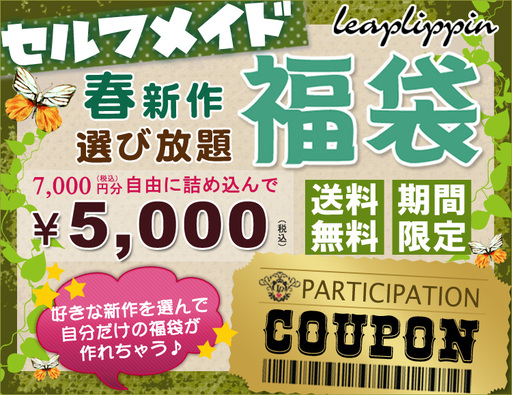 セルフメイド
leaplippin
春新作
選び放題
福袋
7,000円分(税込)自由に詰め込んで
¥5,000(税込)
送料無料
期間限定
好きな新作を選んで
自分だけの福袋が
作れちゃう♪
PARTICIPATION
COUPON